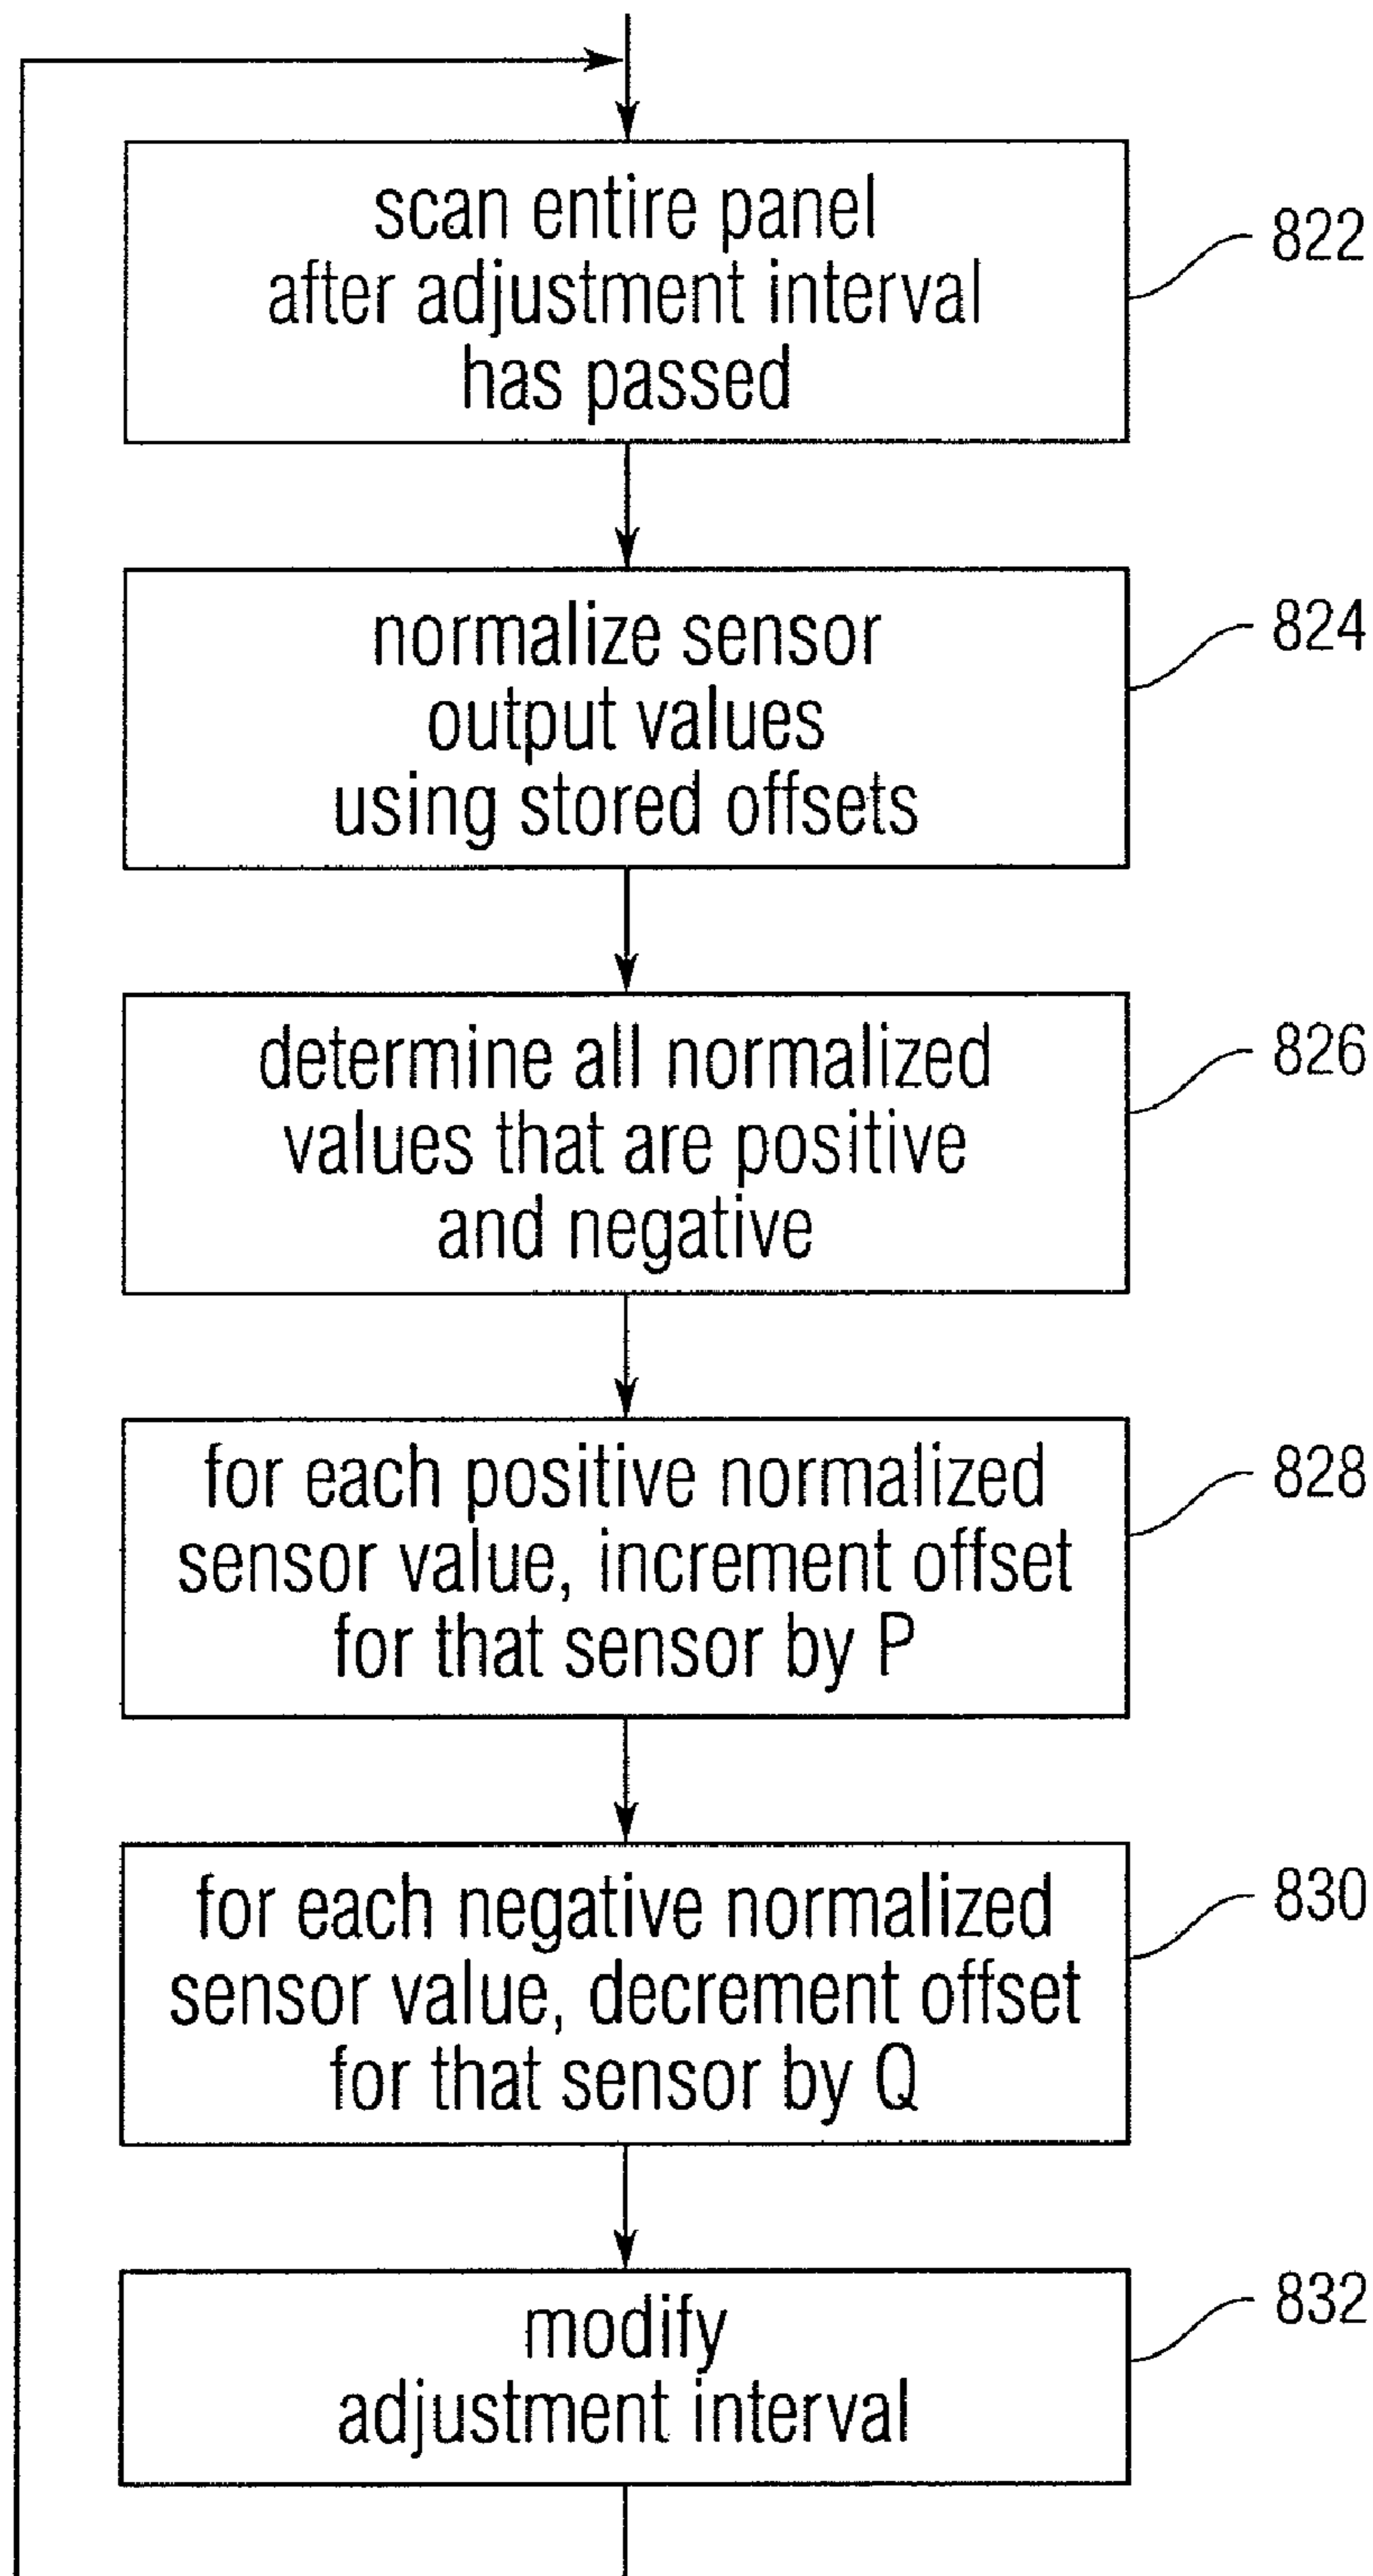 scan entire panel
after adjustment interval
has passed
822
normalize sensor
output values
using stored offsets
824
determine all normalized
values that are positive
and negative
826
for each positive normalized
sensor value, increment offset
for that sensor by P
828
for each negative normalized
sensor value, decrement offset
for that sensor by Q
830
modify
adjustment interval
832